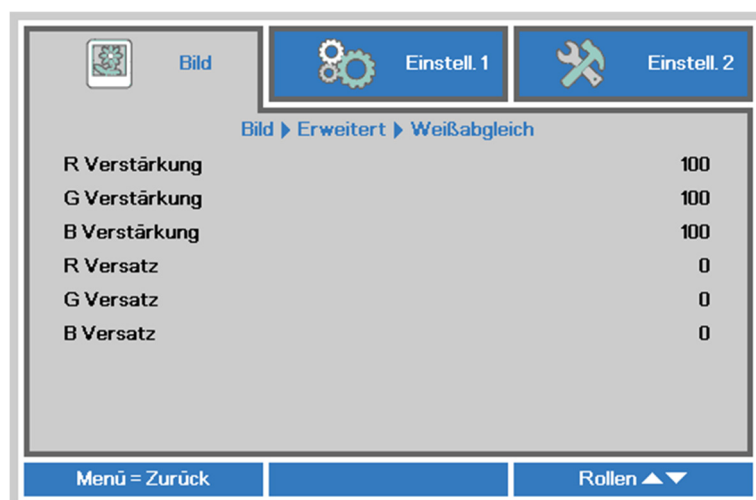 Bild
Einstell. 1
Einstell. 2
Bild ▶ Erweitert ▶ Weißabgleich
R Verstärkung 100
G Verstärkung 100
B Verstärkung 100
R Versatz 0
G Versatz 0
B Versatz 0
Menü = Zurück
Rollen ▲▼